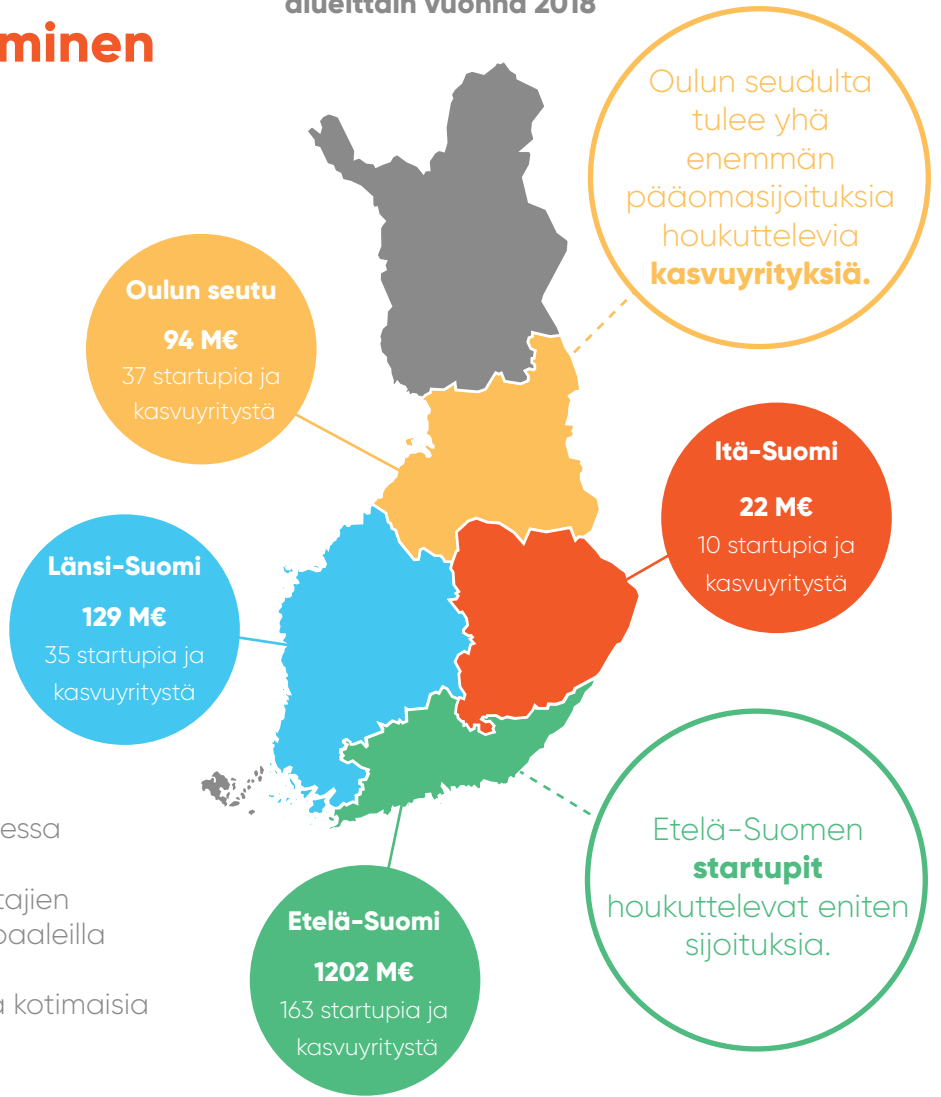 alueittain vuonna 2018
minen
Oulun seudulta
tulee yhä
enemmän
pääomasijoituksia
houkuttelevia
kasvuyrityksiä.
Oulun seutu
94 M€
37 startupia ja
kasvuyritystä
Itä-Suomi
22 M€
10 startupia ja
kasvuyritystä
Länsi-Suomi
129 M€
35 startupia ja
kasvuyritystä
essa
tajien
paaleilla
kotimaisia
Etelä-Suomen
startupit
houkuttelevat eniten
sijoituksia.
Etelä-Suomi
1202 M€
163 startupia ja
kasvuyritystä